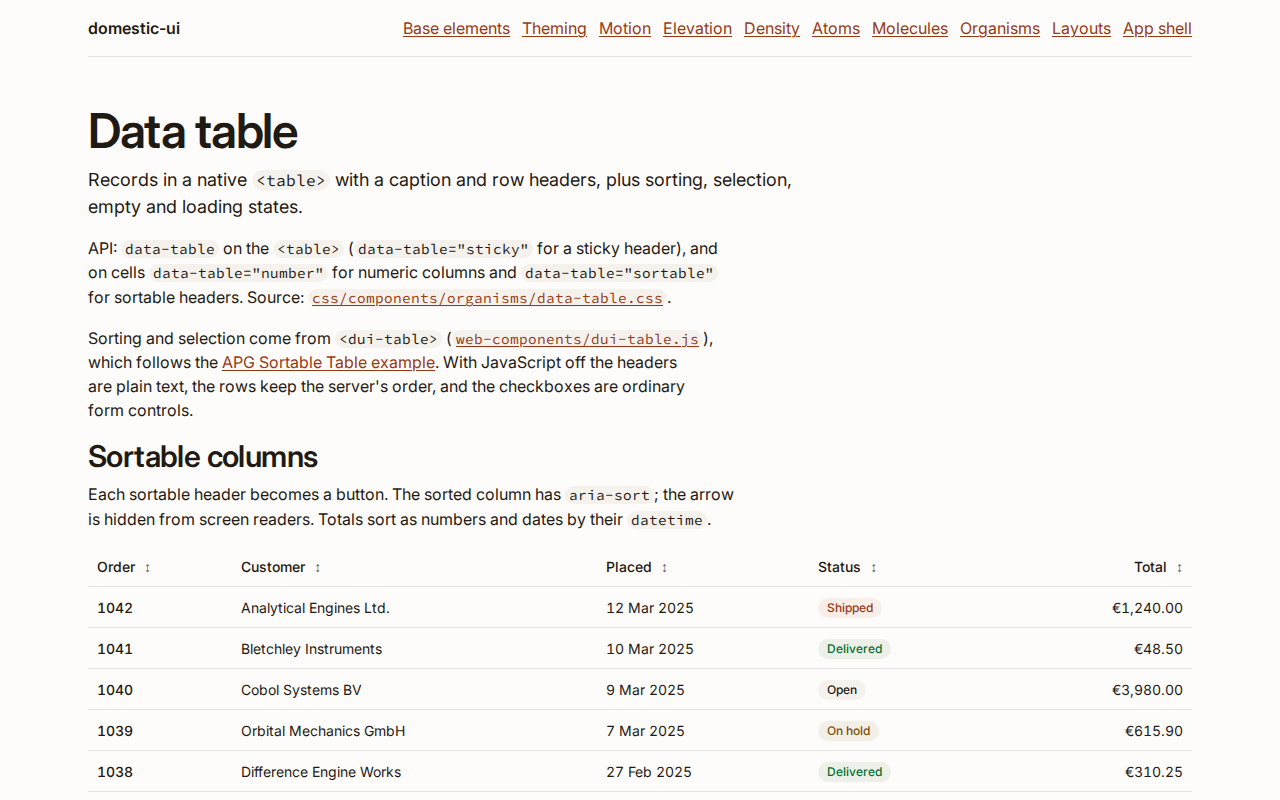 domestic-ui Base elements Theming Motion Elevation Density Atoms Molecules Organisms Layouts App shell
Data table
Records in a native <table> with a caption and row headers, plus sorting, selection,
empty and loading states.
API: data-table on the <table> ( data-table="sticky" for a sticky header), and
on cells data-table="number" for numeric columns and data-table="sortable"
for sortable headers. Source: css/components/organisms/data-table.css .
Sorting and selection come from <dui-table> ( web-components/dui-table.js ),
which follows the APG Sortable Table example. With JavaScript off the headers
are plain text, the rows keep the server's order, and the checkboxes are ordinary
form controls.
Sortable columns
Each sortable header becomes a button. The sorted column has aria-sort ; the arrow
is hidden from screen readers. Totals sort as numbers and dates by their datetime .
Order ↕ Customer ↕ Placed ↕ Status ↕ Total ↕
1042 Analytical Engines Ltd. 12 Mar 2025 Shipped €1,240.00
1041 Bletchley Instruments 10 Mar 2025 Delivered €48.50
1040 Cobol Systems BV 9 Mar 2025 Open €3,980.00
1039 Orbital Mechanics GmbH 7 Mar 2025 On hold €615.90
1038 Difference Engine Works 27 Feb 2025 Delivered €310.25